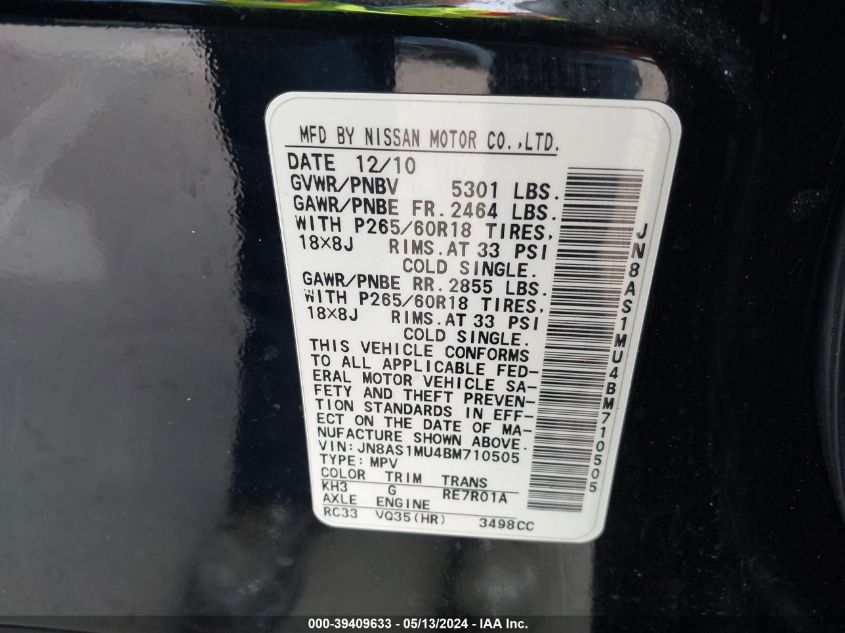 MFD BY NISSAN MOTOR CO.,LTD.
DATE 12/10
GVWR/PNBV 5301 LBS.
GAWR/PNBE FR.2464 LBS.
WITH P265/60R18 TIRES,
18X8J RIMS.AT 33 PSI
COLD SINGLE.
GAWR/PNBE RR.2855 LBS.
WITH P265/60R18 TIRES,
18X8J RIMS.AT 33 PSI
COLD SINGLE.
THIS VEHICLE CONFORMS
TO ALL APPLICABLE FED-
ERAL MOTOR VEHICLE SA-
FETY AND THEFT PREVEN-
TION STANDARDS IN EFF-
ECT ON THE DATE OF MA-
NUFACTURE SHOWN ABOVE.
VIN:JN8AS1MU4BM710505
TYPE:MPV
COLOR TRIM TRANS
KH3 G RE7R01A
AXLE ENGINE
RC33 VQ35(HR) 3498CC
JN8AS1MU4BM710505
000-39409633 - 05/13/2024 - IAA Inc.